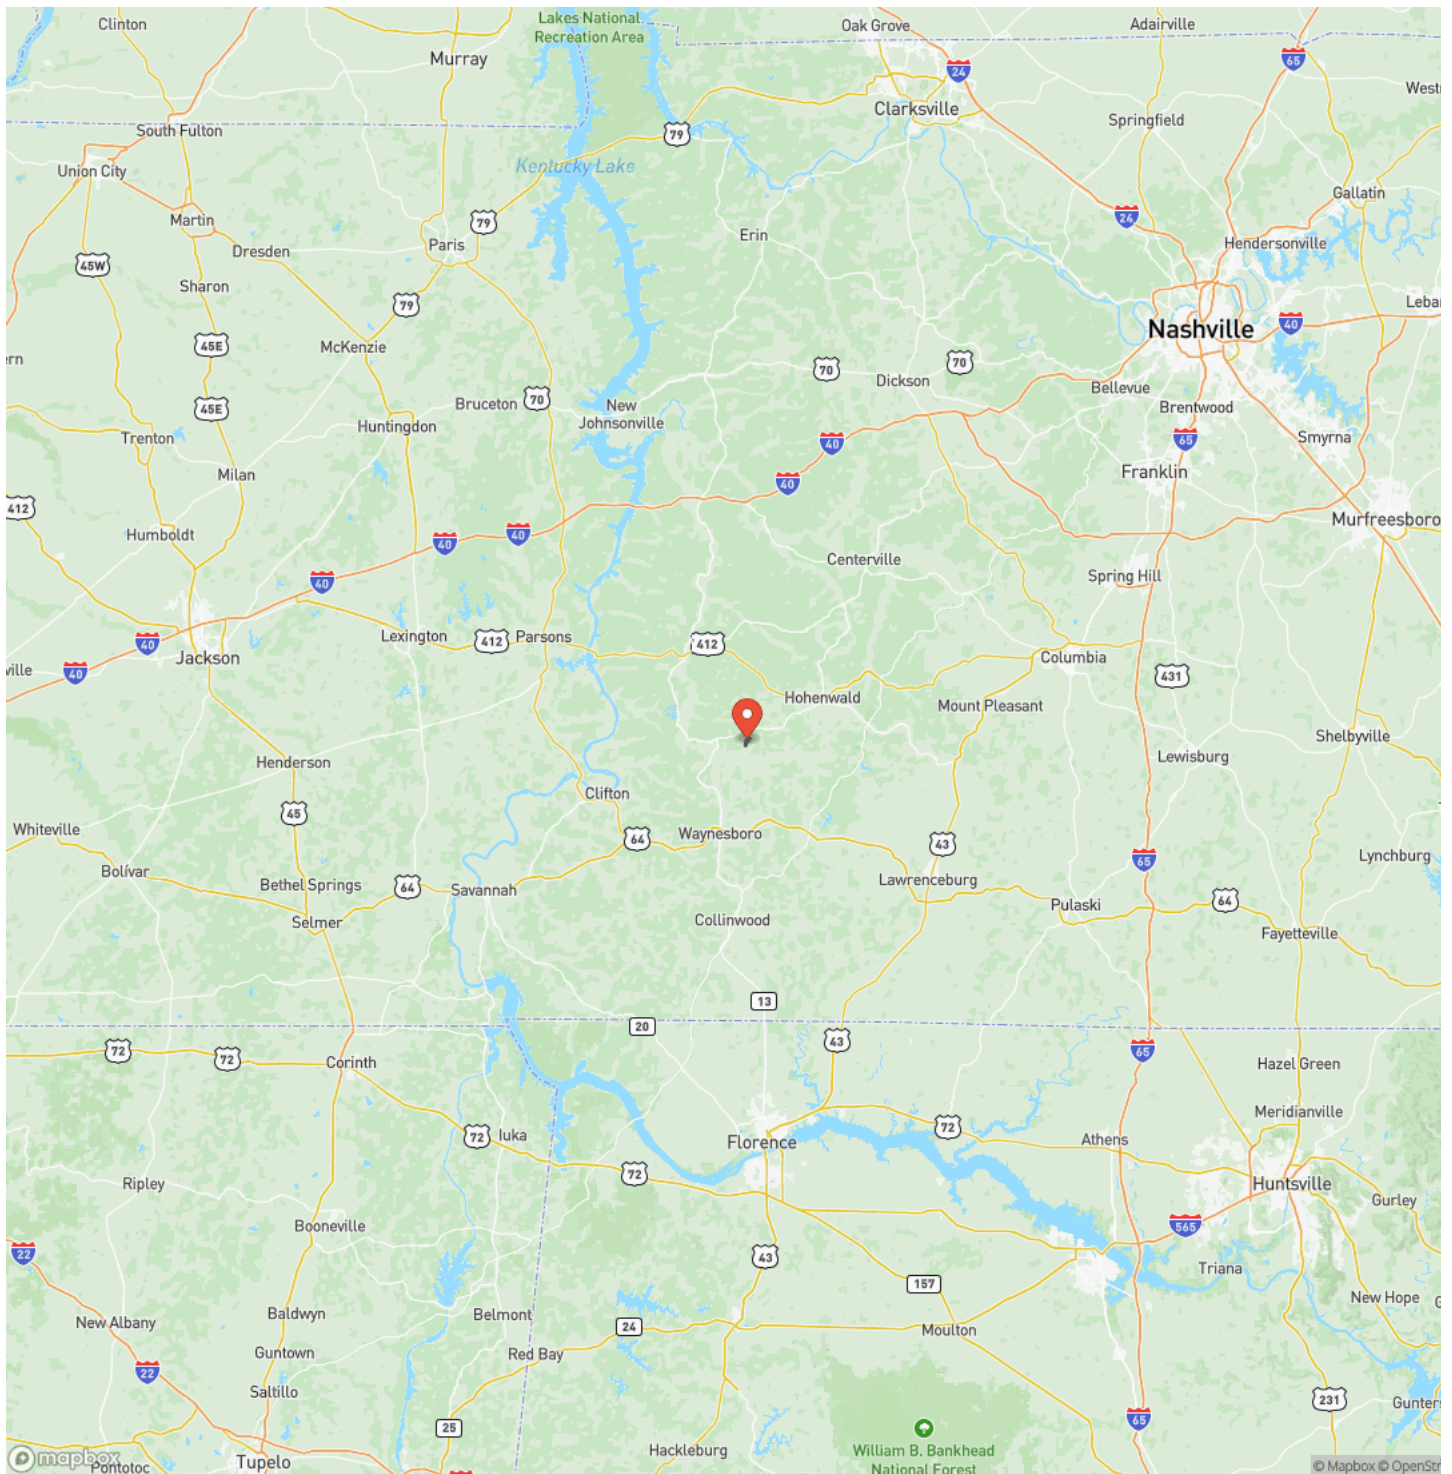 Clinton
Lakes National
Recreation Area
Oak Grove
Adairville
Murray
24
65
Clarksville
Springfield
South Fulton
79
Union City
Kentucky Lake
Gallatin
Martin
79
24
Dresden
Paris
Erin
Hendersonville
45W
Sharon
79
45E
McKenzie
Nashville
40
70
Dickson
70
Bellevue
45E
Bruceton
70
New
Johnsonville
Brentwood
Trenton
Huntingdon
40
65
Smyrna
Milan
40
Franklin
412
412
Murfreesboro
Humboldt
40
40
Centerville
40
Spring Hill
Lexington
412
Parsons
412
Columbia
40
Jackson
40
431
Hohenwald
Mount Pleasant
Shelbyville
Henderson
Lewisburg
45
Clifton
Whiteville
64
Waynesboro
43
65
Lynchburg
Bolívar
Bethel Springs
64
Savannah
Lawrenceburg
Selmer
Collinwood
Pulaski
64
Fayetteville
13
20
72
72
Corinth
43
65
Hazel Green
Meridianville
72
Iuka
Florence
72
Athens
72
Ripley
Huntsville
Gurley
Booneville
565
22
43
Triana
157
New Hope
Baldwyn
Belmont
New Albany
24
Moulton
Guntown
Red Bay
22
Saltillo
231
25
65
Hackleburg
William B. Bankhead
National Forest
mapbox
Pontotoc
Tupelo
© Mapbox © OpenStr